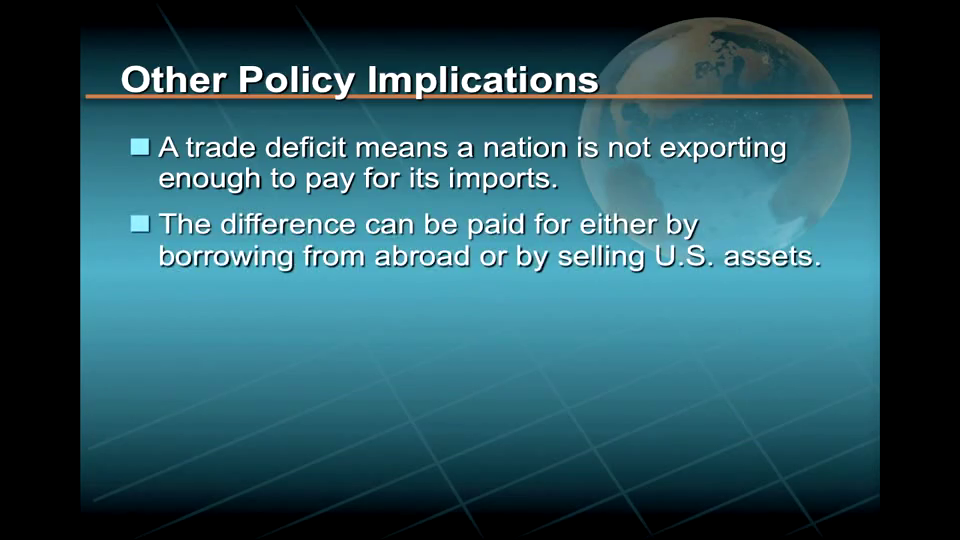 Other Policy Implications
A trade deficit means a nation is not exporting
enough to pay for its imports.
The difference can be paid for either by
borrowing from abroad or by selling U.S. assets.